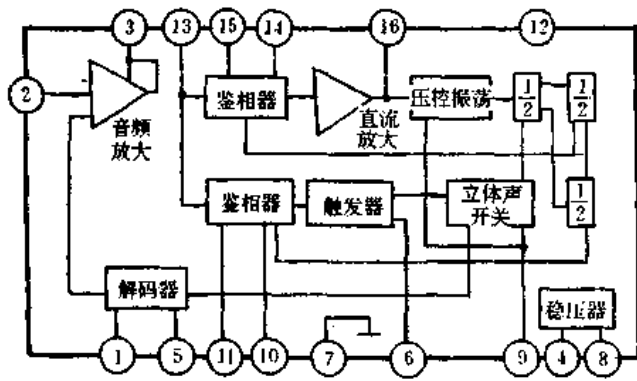 3 13 15 14 16 12
2
鉴相器
压控振荡
1/2
1/2
音频
放大
直流
放大
1/2
鉴相器
触发器
立体声
开关
解码器
稳压器
1 5 11 10 7 6 9 4 8